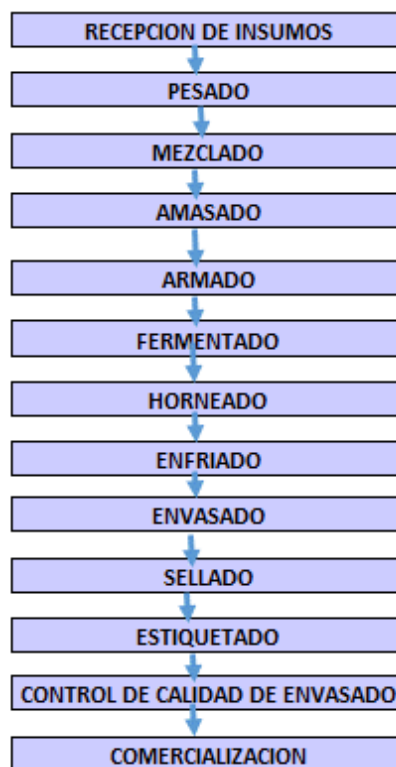 RECEPCION DE INSUMOS
PESADO
MEZCLADO
AMASADO
ARMADO
FERMENTADO
HORNEADO
ENFRIADO
ENVASADO
SELLADO
ESTIQUETADO
CONTROL DE CALIDAD DE ENVASADO
COMERCIALIZACION